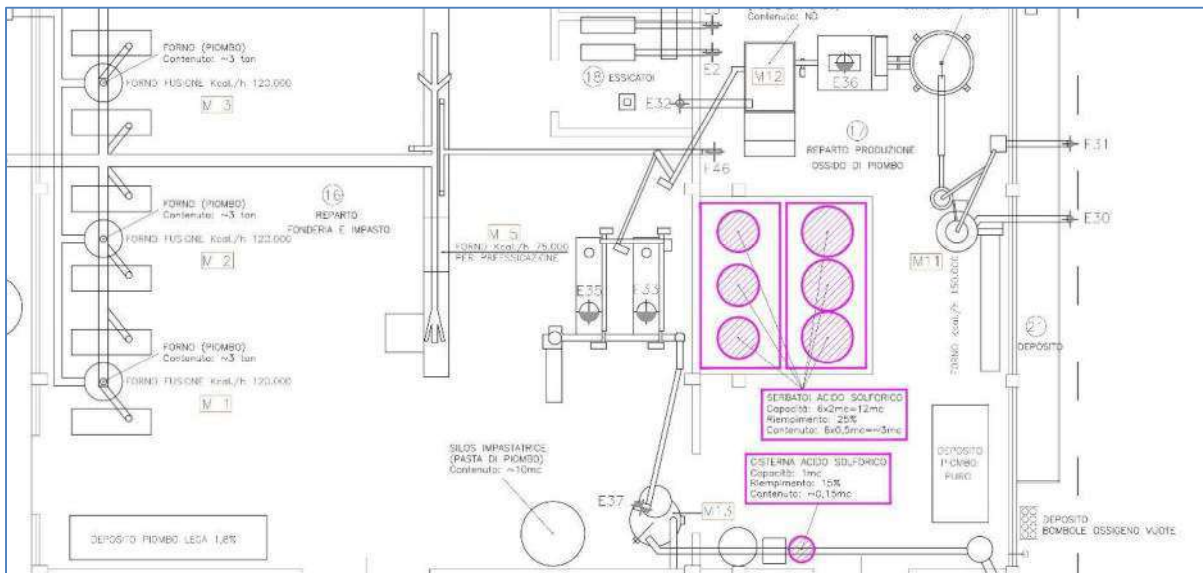 Contenuto: ND
FORNO (PIOMBO)
Contenuto: ~3 ton
FORNO FUSIONE Kcal./h 120.000
M 3
E2
18 ESSICATOI
E32
M12
E36
17
REPARTO PRODUZIONE
OSSIDO DI PIOMBO
E31
E46
E30
FORNO (PIOMBO)
Contenuto: ~3 ton
FORNO FUSIONE Kcal./h 120.000
M 2
16
REPARTO
FONDERIA E IMPASTO
M 5
FORNO Kcal./h 75.000
PER PREESSICAZIONE
E35
E33
M11
FORNO Kcal./h 150.000
21
DEPOSITO
FORNO (PIOMBO)
Contenuto: ~3 ton
FORNO FUSIONE Kcal./h 120.000
M 1
SERBATOI ACIDO SOLFORICO
Capacità: 6x2mc=12mc
Riempimento: 25%
Contenuto: 6x0,5mc=~3mc
SILOS IMPASTATRICE
(PASTA DI PIOMBO)
Contenuto: ~10mc
CISTERNA ACIDO SOLFORICO
Capacità: 1mc
Riempimento: 15%
Contenuto: ~0,15mc
DEPOSITO
PIOMBO
PURO
E37
M13
DEPOSITO PIOMBO LEGA 1,8%
DEPOSITO
BOMBOLE OSSIGENO VUOTE